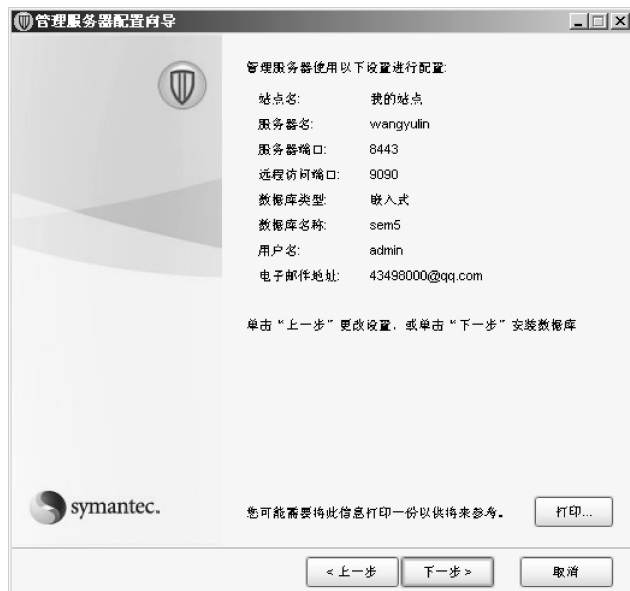 管理服务器配置向导
管理服务器使用以下设置进行配置:
站点名: 我的站点
服务器名: wangyulin
服务器端口: 8443
远程访问端口: 9090
数据库类型: 嵌入式
数据库名称: sem5
用户名: admin
电子邮件地址: 43498000@qq.com
单击“上一步”更改设置，或单击“下一步”安装数据库
symantec.
您可能需要将此信息打印一份以供将来参考。
打印...
<上一步 下一步> 取消